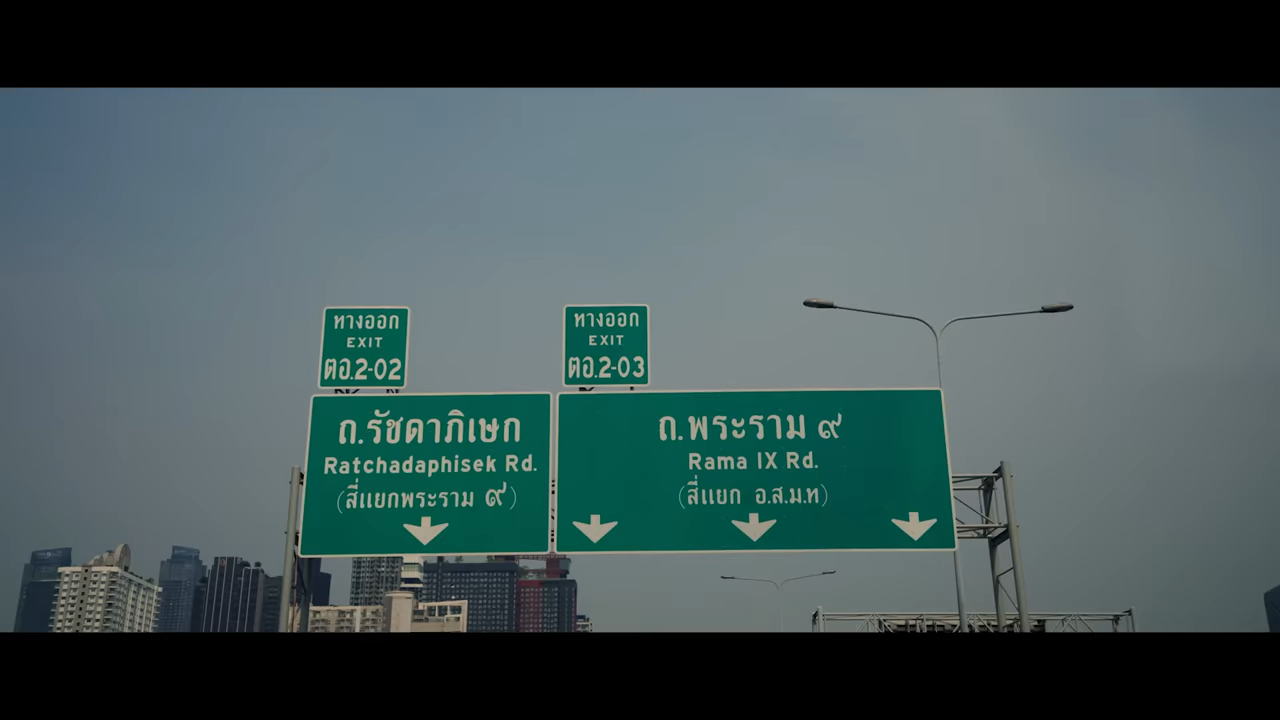 ทางออก
EXIT
ตอ.2-02
ถ.รัชดาภิเษก
Ratchadaphisek Rd.
(สี่แยกพระราม ๙)
ทางออก
EXIT
ตอ.2-03
ถ.พระราม ๙
Rama IX Rd.
(สี่แยก อ.ส.ม.ท)